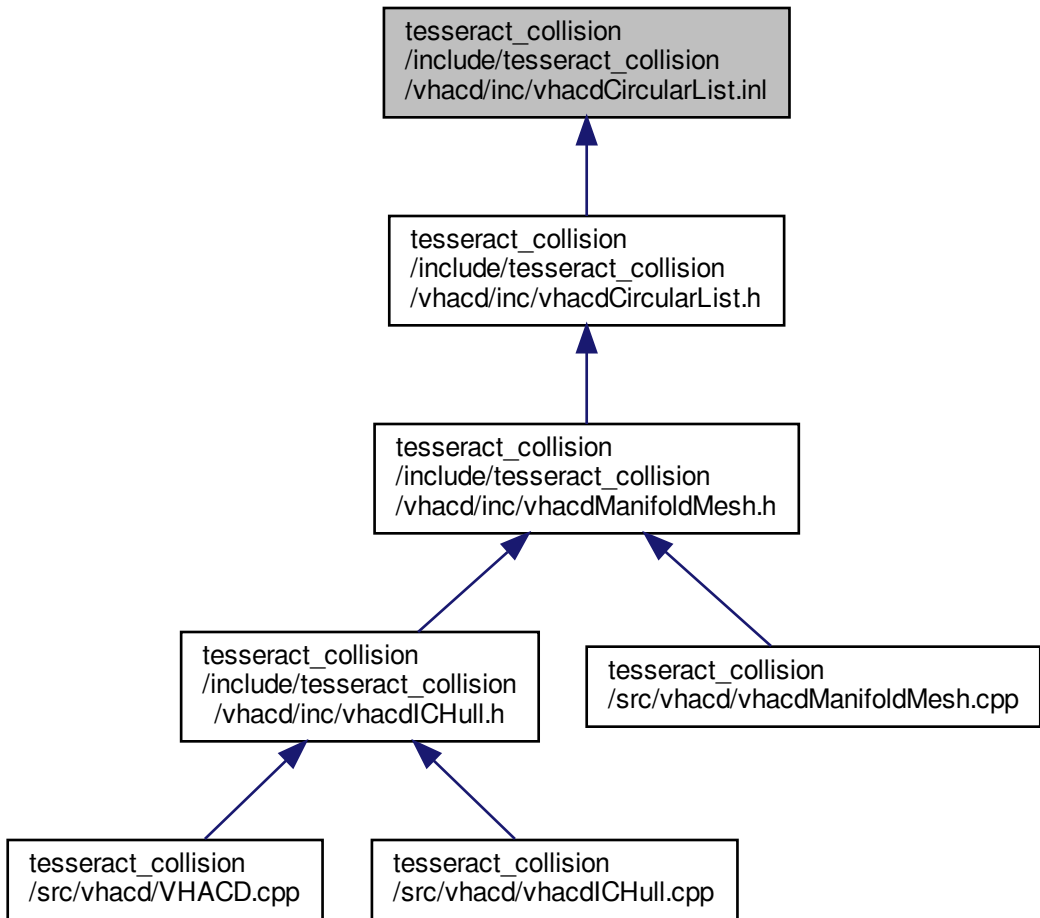 tesseract_collision
/include/tesseract_collision
/vhacd/inc/vhacdCircularList.inl
tesseract_collision
/include/tesseract_collision
/vhacd/inc/vhacdCircularList.h
tesseract_collision
/include/tesseract_collision
/vhacd/inc/vhacdManifoldMesh.h
tesseract_collision
/include/tesseract_collision
/vhacd/inc/vhacdICHull.h
tesseract_collision
/src/vhacd/vhacdManifoldMesh.cpp
tesseract_collision
/src/vhacd/VHACD.cpp
tesseract_collision
/src/vhacd/vhacdICHull.cpp